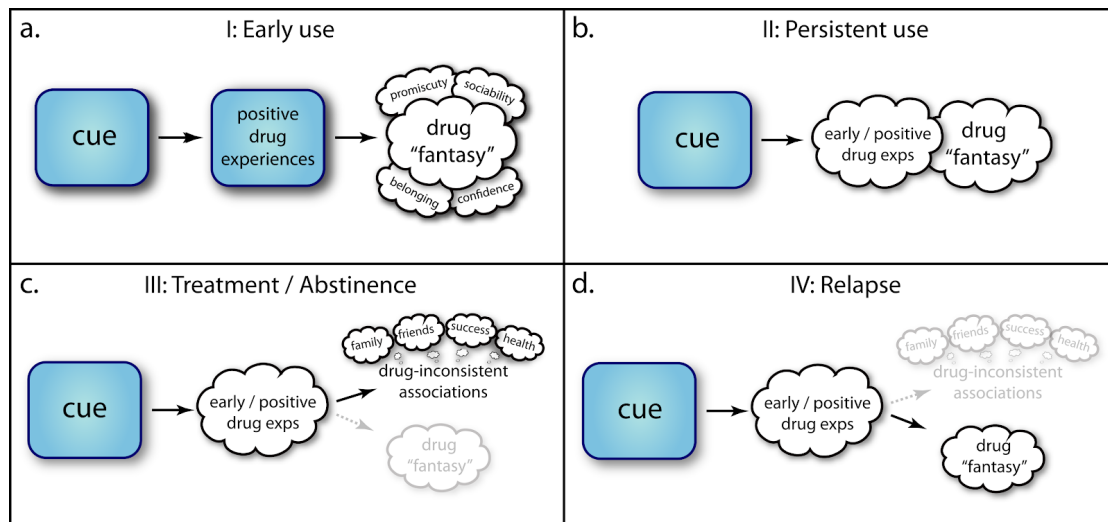 a.
I: Early use
cue
positive
drug
experiences
promiscuty
sociability
drug
"fantasy"
belonging
confidence
b.
II: Persistent use
cue
early / positive
drug exps
drug
"fantasy"
c.
III: Treatment / Abstinence
cue
early / positive
drug exps
family
friends
success
health
drug-inconsistent
associations
drug
"fantasy"
d.
IV: Relapse
cue
early / positive
drug exps
family
friends
success
health
drug-inconsistent
associations
drug
"fantasy"